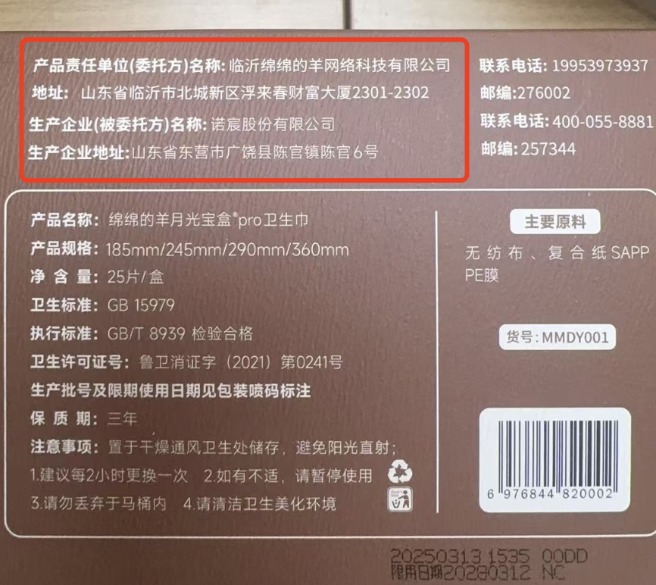 产品责任单位(委托方)名称:临沂绵绵的羊网络科技有限公司
联系电话: 19953973937
地址: 山东省临沂市北城新区浮来春财富大厦2301-2302
邮编:276002
生产企业(被委托方)名称:诺宸股份有限公司
联系电话: 400-055-8881
生产企业地址:山东省东营市广饶县陈官镇陈官6号
邮编:257344
产品名称: 绵绵的羊月光宝盒®pro卫生巾
产品规格: 185mm/245mm/290mm/360mm
净 含 量: 25片/盒
卫生标准: GB 15979
执行标准: GB/T 8939 检验合格
卫生许可证号: 鲁卫消证字 (2021) 第0241号
生产批号及限期使用日期见包装喷码标注
保 质 期: 三年
注意事项: 置于干燥通风卫生处储存, 避免阳光直射;
1.建议每2小时更换一次 2.如有不适, 请暂停使用
3.请勿丢弃于马桶内 4.请清洁卫生美化环境
主要原料
无纺布、复合纸SAPP
PE膜
货号:MMDY001
6 976844 820002
20250313 1535 00DD
限用日期20280312 NC